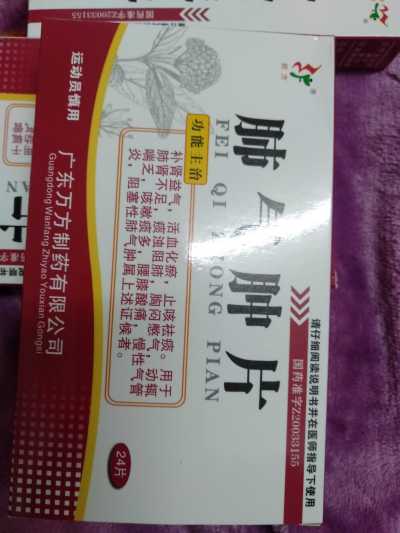 国药准字Z20033155
请仔细阅读说明书并在医师指导下使用
国药准字Z20033155
肺气肿片
FEI QI ZHONG PIAN
功能主治
补肾益气，活血化瘀，止咳祛痰。用于
肺肾不足，痰浊阻肺，胸闷憋气，动辄
喘乏，咳嗽痰多，腰膝酸痛，慢性气管
炎，阻塞性肺气肿属上述证候者。
24片
运动员慎用
广东万方制药有限公司
Guangdong Wanfang Zhiyao Youxian Gongsi